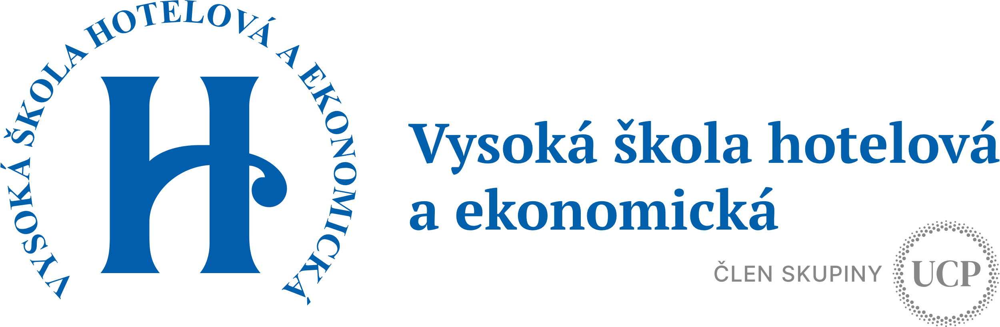 VYSOKÁ ŠKOLA HOTELOVÁ A EKONOMICKÁ
H
Vysoká škola hotelová
a ekonomická
ČLEN SKUPINY
UCP